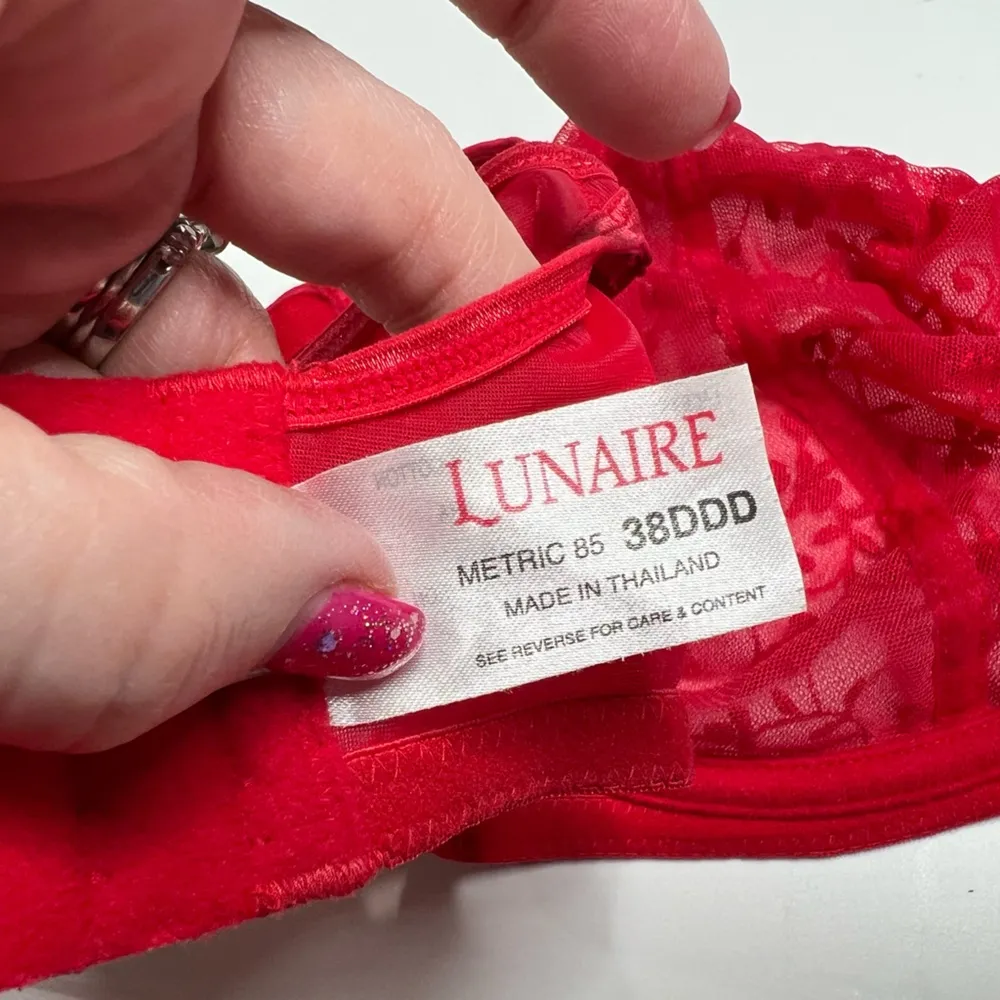 LUNAIRE
METRIC 85 38DDD
MADE IN THAILAND
SEE REVERSE FOR CARE & CONTENT